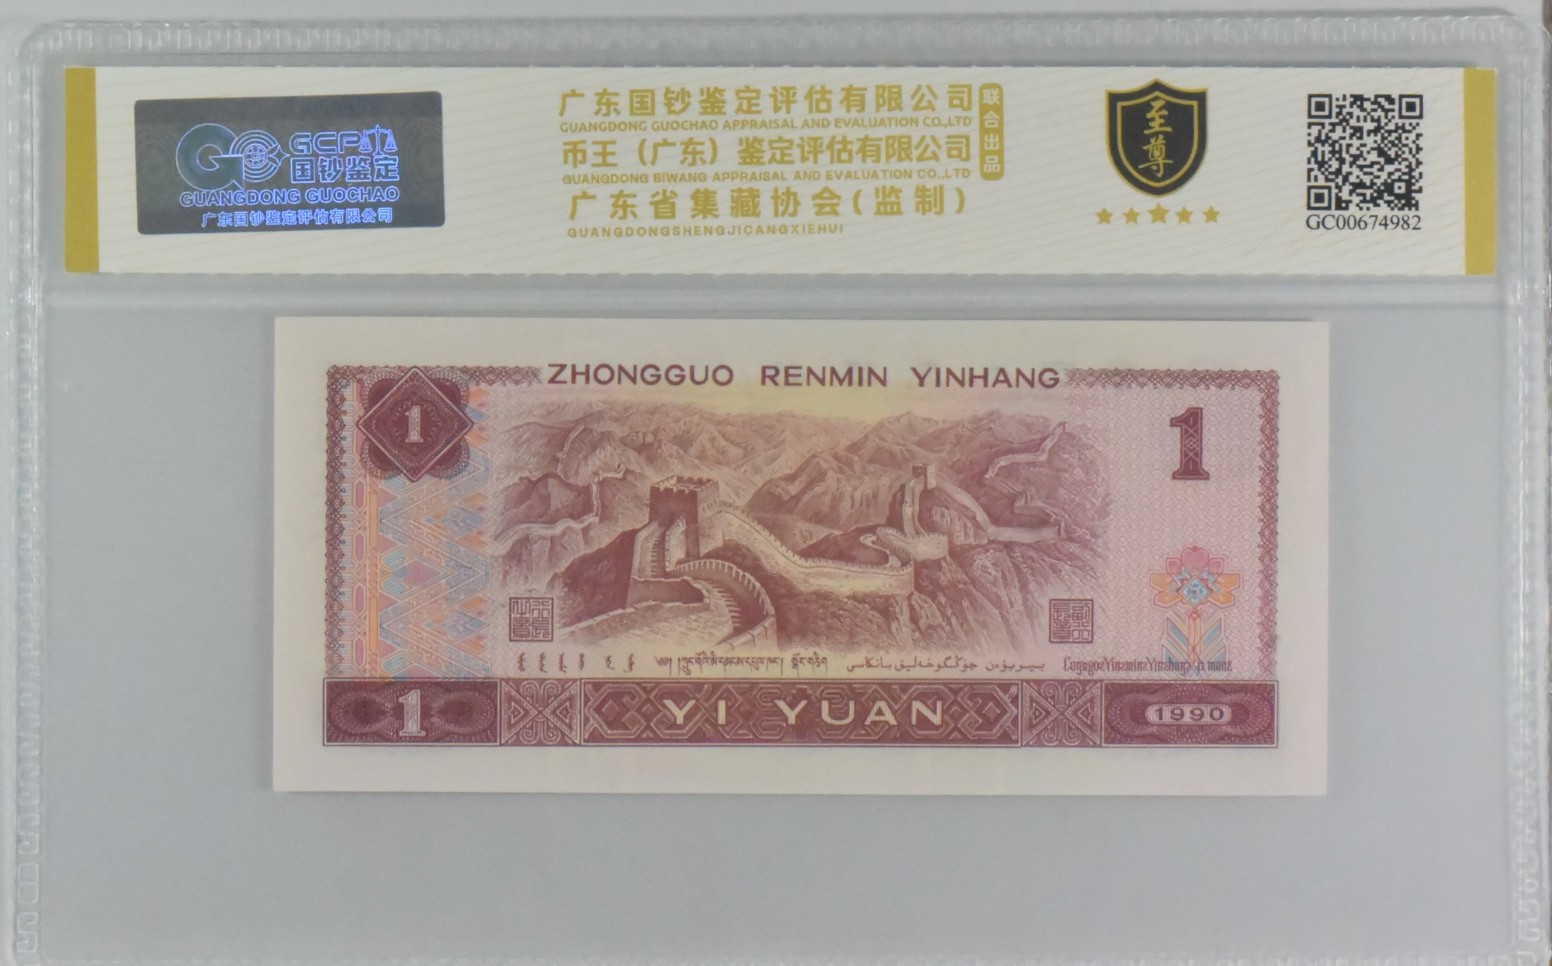 GCP
国钞鉴定
GUANGDONG GUOCHAO
广东国钞鉴定评估有限公司
广东国钞鉴定评估有限公司
GUANGDONG GUOCHAO APPRAISAL AND EVALUATION CO.,LTD
币王（广东）鉴定评估有限公司
GUANGDONG BIWANG APPRAISAL AND EVALUATION CO.,LTD
广东省集藏协会(监制)
GUANGDONGSHENGJICANGXIEHUI
联合出品
至尊
GC00674982
ZHONGGUO RENMIN YINHANG
1
1
1
YI YUAN
1990